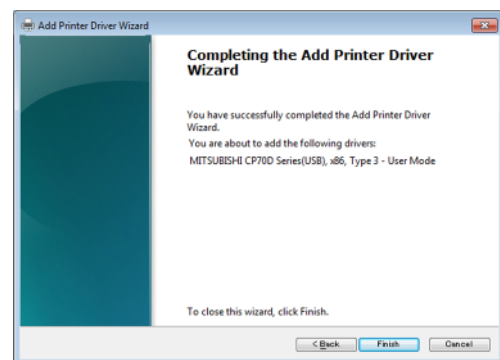 Add Printer Driver Wizard
Completing the Add Printer Driver
Wizard
You have successfully completed the Add Printer Driver
Wizard.
You are about to add the following drivers:
MITSUBISHI CP70D Series(USB), x86, Type 3 - User Mode
To close this wizard, click Finish.
< Back Finish Cancel